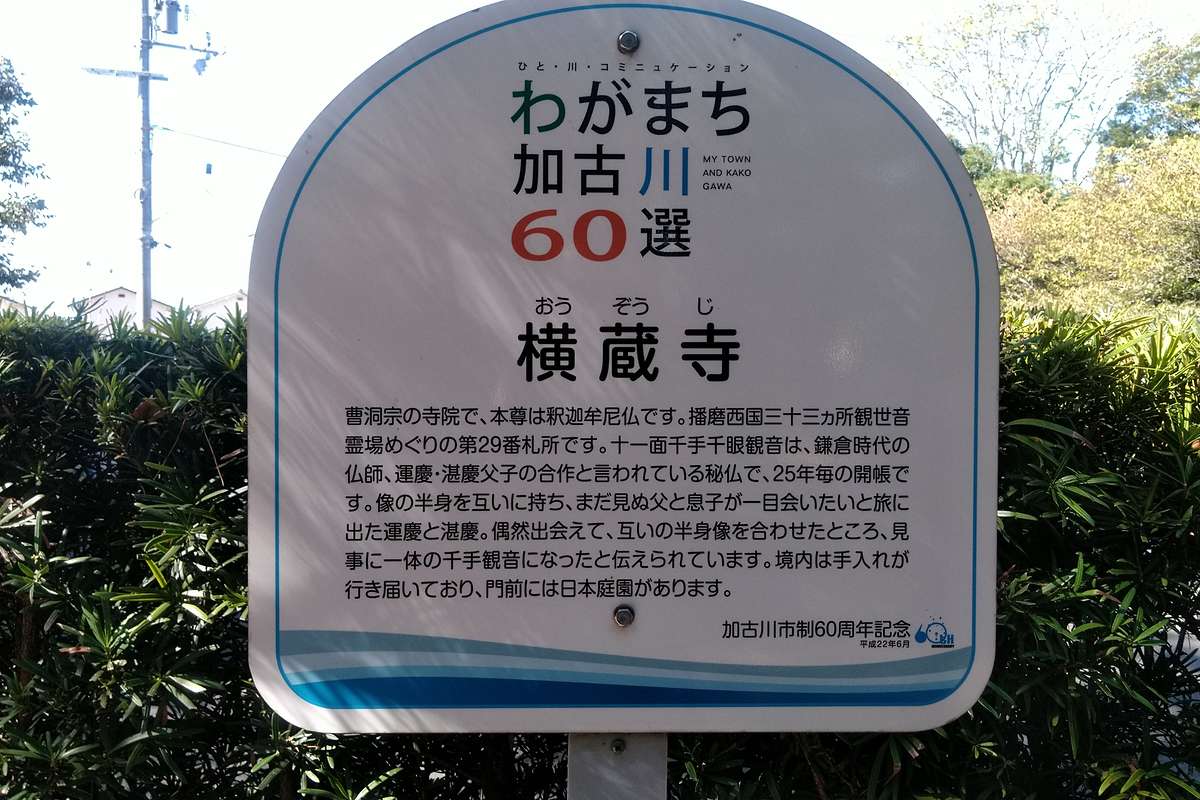 ひと・川・コミニュケーション
わがまち
加古川
MY TOWN
AND KAKO
GAWA
60選
おう ぞう じ
横蔵寺
曹洞宗の寺院で、本尊は釈迦牟尼仏です。播磨西国三十三ヵ所観世音
霊場めぐりの第29番札所です。十一面千手千眼観音は、鎌倉時代の
仏師、運慶・湛慶父子の合作と言われている秘仏で、25年毎の開帳で
す。像の半身を互いに持ち、まだ見ぬ父と息子が一目会いたいと旅に
出た運慶と湛慶。偶然出会えて、互いの半身像を合わせたところ、見
事に一体の千手観音になったと伝えられています。境内は手入れが
行き届いており、門前には日本庭園があります。
加古川市制60周年記念
平成22年6月